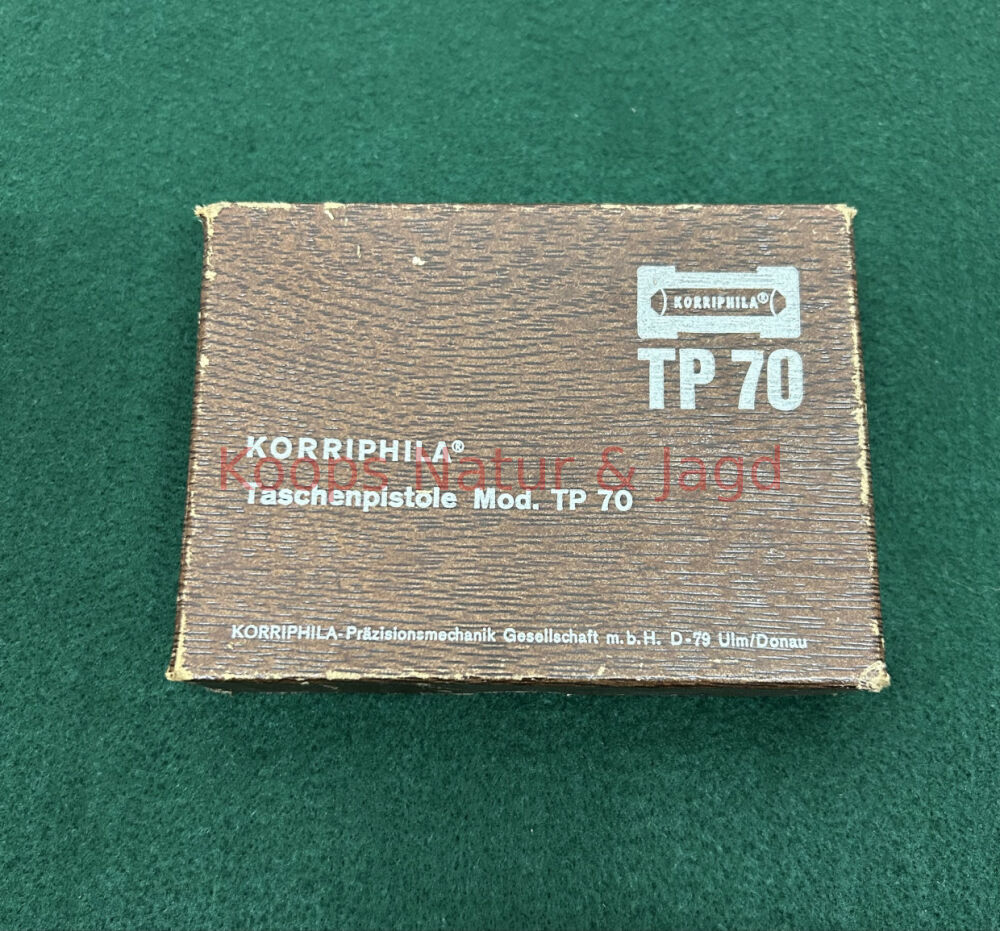 KORRIPHILA®
TP 70
KORRIPHILA®
Koops Natur & Jagd
Taschenpistole Mod. TP 70
KORRIPHILA-Präzisionsmechanik Gesellschaft m.b.H. D-79 Ulm/Donau